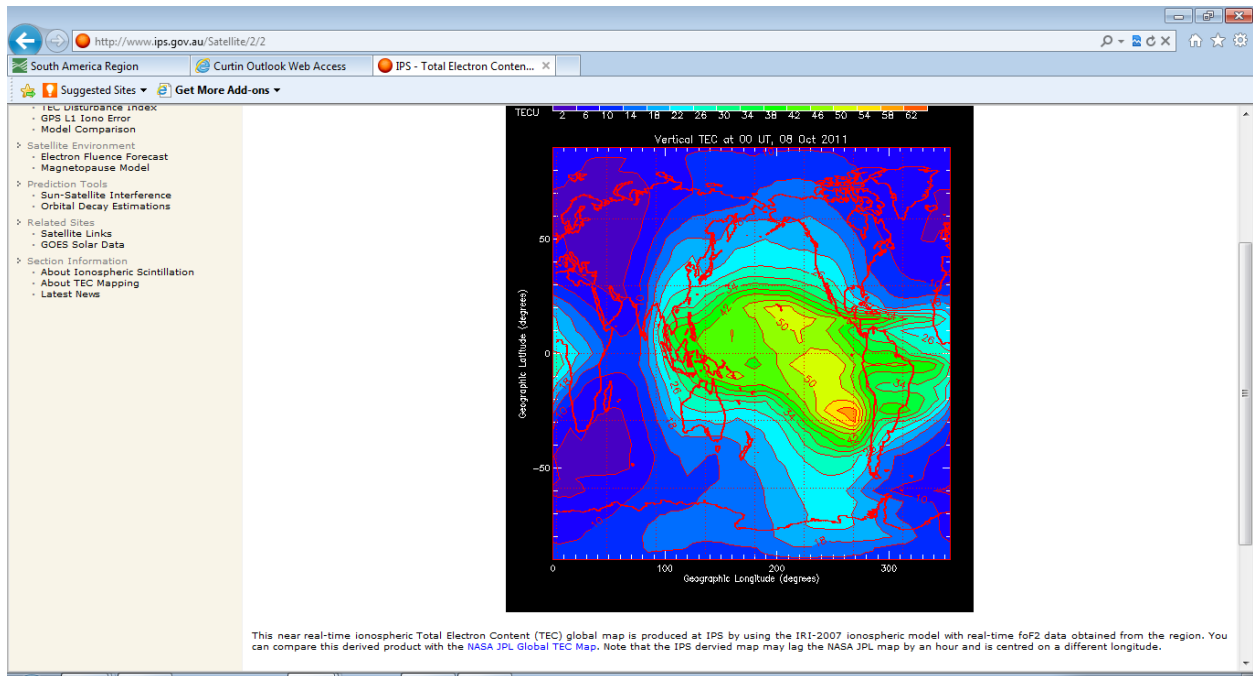 http://www.ips.gov.au/Satellite/2/2
South America Region
Curtin Outlook Web Access
IPS - Total Electron Conten...
Suggested Sites
Get More Add-ons
TEC Disturbance Index
GPS L1 Iono Error
Model Comparison
Satellite Environment
Electron Fluence Forecast
Magnetopause Model
Prediction Tools
Sun-Satellite Interference
Orbital Decay Estimations
Related Sites
Satellite Links
GOES Solar Data
Section Information
About Ionospheric Scintillation
About TEC Mapping
Latest News
TECU 2 6 10 14 18 22 26 30 34 38 42 46 50 54 58 62
Vertical TEC at 00 UT, 08 Oct 2011
50
0
-50
Geographic Latitude (degrees)
0 100 200 300
Geographic Longitude (degrees)
This near real-time ionospheric Total Electron Content (TEC) global map is produced at IPS by using the IRI-2007 ionospheric model with real-time foF2 data obtained from the region. You
can compare this derived product with the NASA JPL Global TEC Map. Note that the IPS dervied map may lag the NASA JPL map by an hour and is centred on a different longitude.